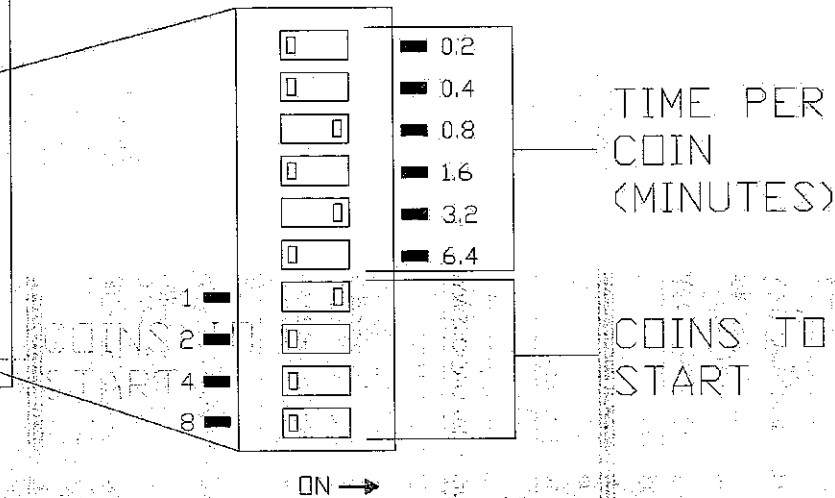 0.2
0.4
0.8
1.6
3.2
6.4
TIME PER
COIN
(MINUTES)
1
2
4
8
COINS TO
START
COINS TO
START
ON